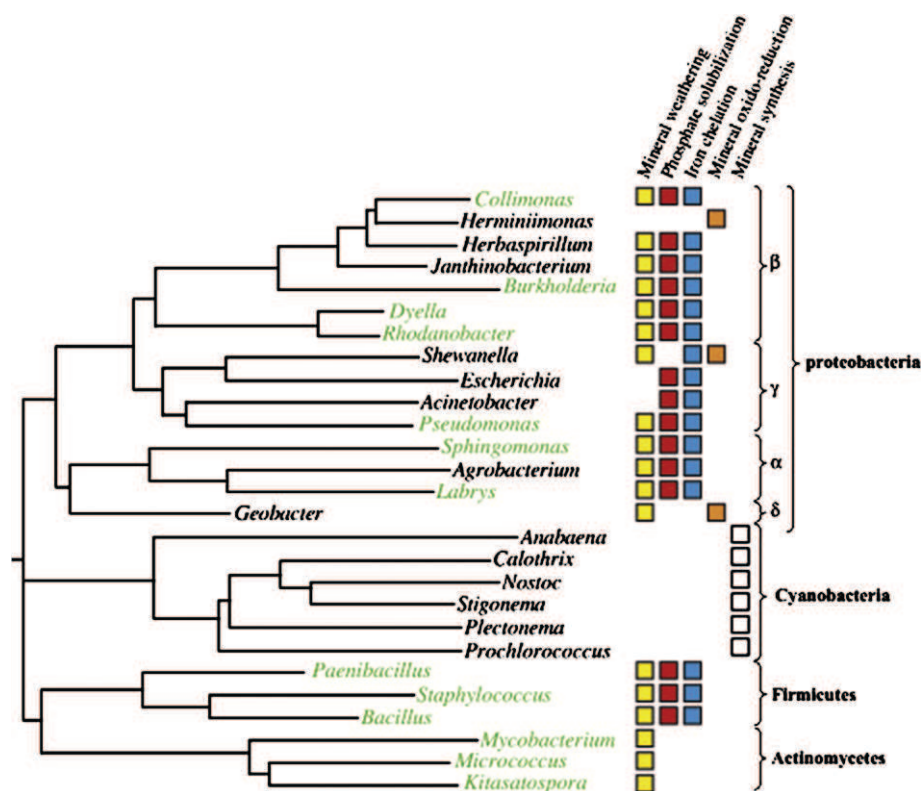 Mineral weathering
Phosphate solubilization
Iron chelation
Mineral oxido-reduction
Mineral synthesis
Collimonas
Herminiimonas
Herbaspirillum
Janthinobacterium
β
Burkholderia
Dyella
Rhodanobacter
Shewanella
proteobacteria
Escherichia
γ
Acinetobacter
Pseudomonas
Sphingomonas
Agrobacterium
α
Labrys
Geobacter
δ
Anabaena
Calothrix
Nostoc
Cyanobacteria
Stigonema
Plectonema
Prochlorococcus
Paenibacillus
Staphylococcus
Firmicutes
Bacillus
Mycobacterium
Micrococcus
Actinomycetes
Kitasatospora